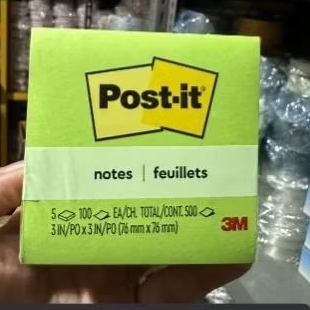 Post-it
notes | feuillets
5 100 EA/CH. TOTAL/CONT. 500
3 IN/PO x 3 IN/PO (76 mm x 76 mm)
3M